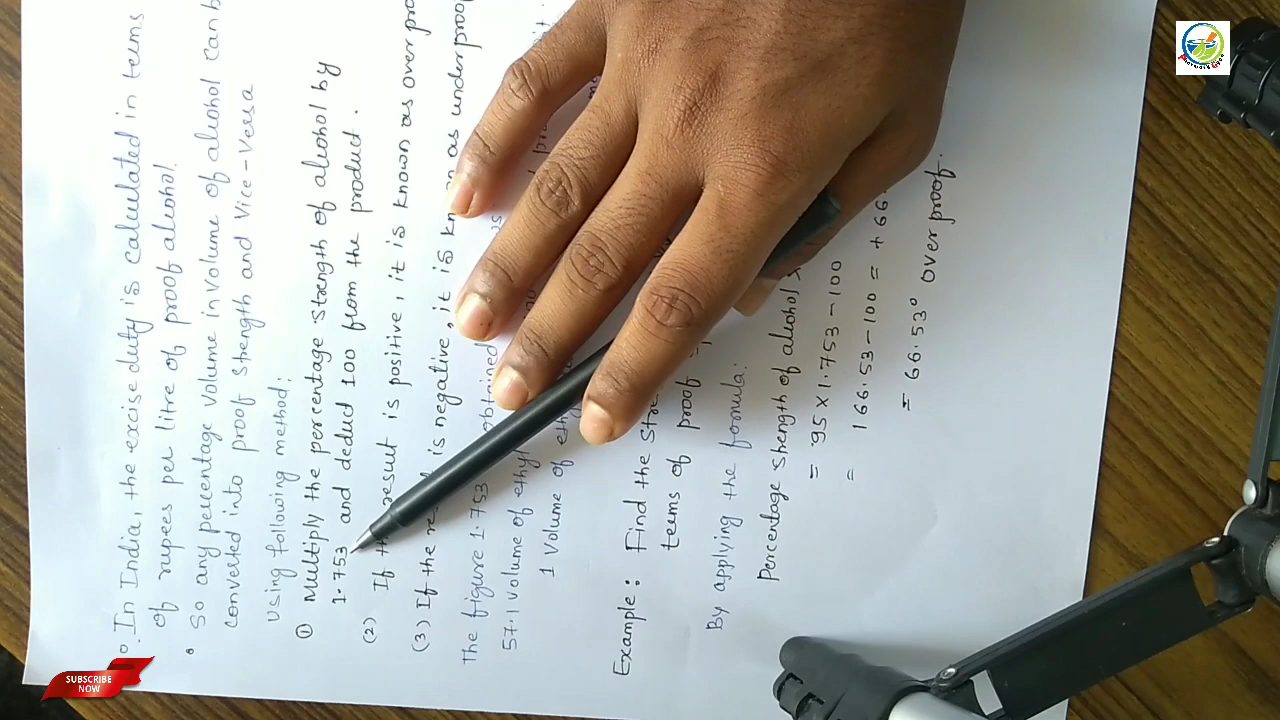 o. In India, the excise duty is calculated in terms
of rupees per litre of proof alcohol.
• So any percentage volume involume of alcohol can b
converted into proof strength and Vice-Versa
Using following method:
① Multiply the percentage strength of alcohol by
1.753 and deduct 100 from the product.
(2) If the result is positive, it is known as over pro
(3) If the re is negative, it is kn as underproof
The figure 1.753 obtained
57.1 volume of ethyl
1 Volume of eth
Example: Find the Stre
terms of proof
By applying the formula:
Percentage strength of alcohol x
= 95 x 1.753 - 100
= 166.53 - 100 = + 66.
= 66.53° Over proof.
SUBSCRIBE
NOW